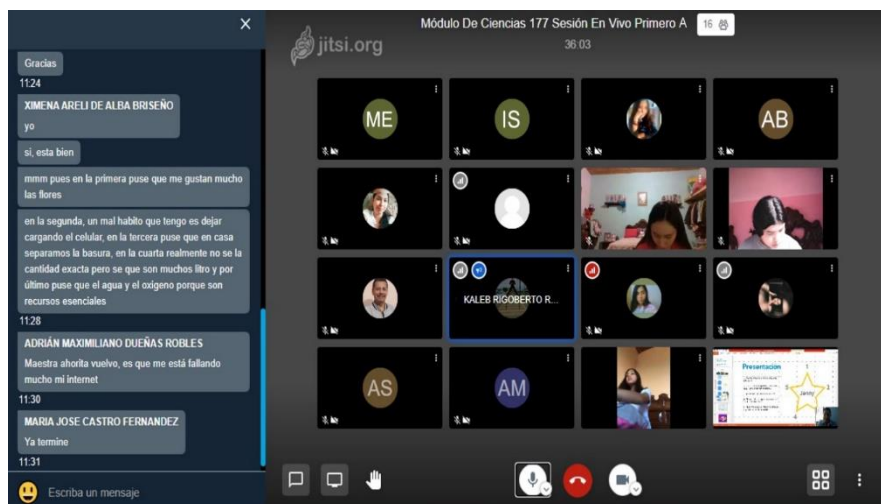 Gracias
11:24
XIMENA ARELI DE ALBA BRISEÑO
yo
si, esta bien
mmm pues en la primera puse que me gustan mucho
las flores
en la segunda, un mal habito que tengo es dejar
cargando el celular, en la tercera puse que en casa
separamos la basura, en la cuarta realmente no se la
cantidad exacta pero se que son muchos litro y por
último puse que el agua y el oxigeno porque son
recursos esenciales
11:28
ADRIÁN MAXIMILIANO DUEÑAS ROBLES
Maestra ahorita vuelvo, es que me está fallando
mucho mi internet
11:30
MARIA JOSE CASTRO FERNANDEZ
Ya termine
11:31
Escriba un mensaje
jitsi.org
Módulo De Ciencias 177 Sesión En Vivo Primero A
16
36:03
ME
IS
AB
KALEB RIGOBERTO R...
AS
AM
Presentación
1
5
Jenny
4